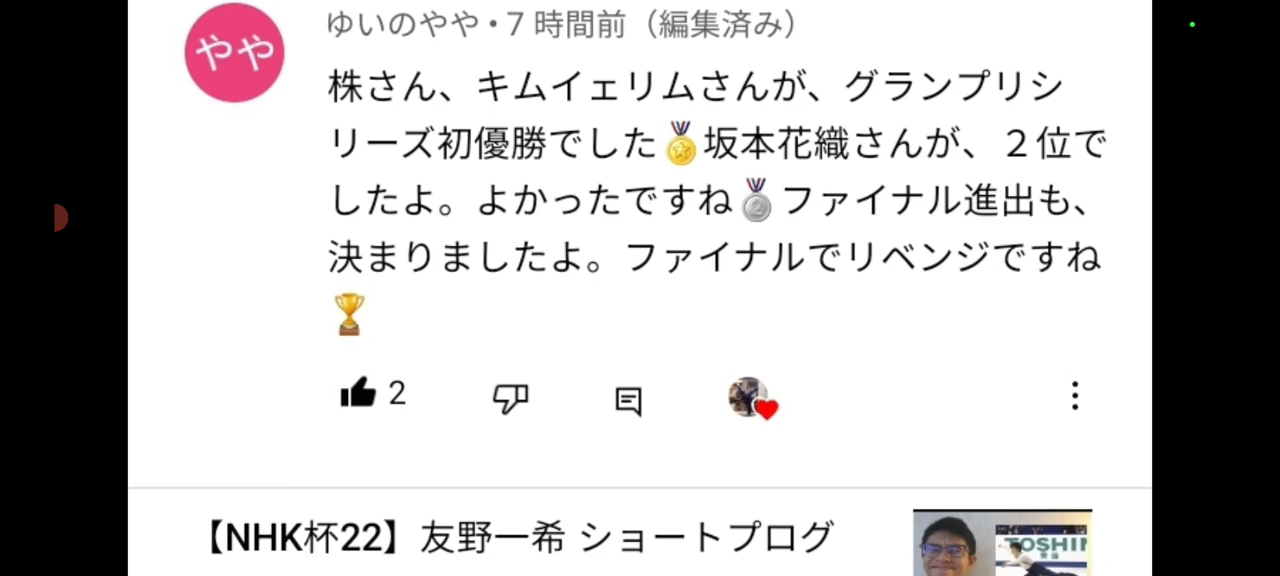 やや
ゆいのやや • 7 時間前（編集済み）
株さん、キムイェリムさんが、グランプリシ
リーズ初優勝でした🏅坂本花織さんが、２位で
したよ。よかったですね🥈ファイナル進出も、
決まりましたよ。ファイナルでリベンジですね
🏆
2
【NHK杯22】友野一希 ショートプログ
TOSHI